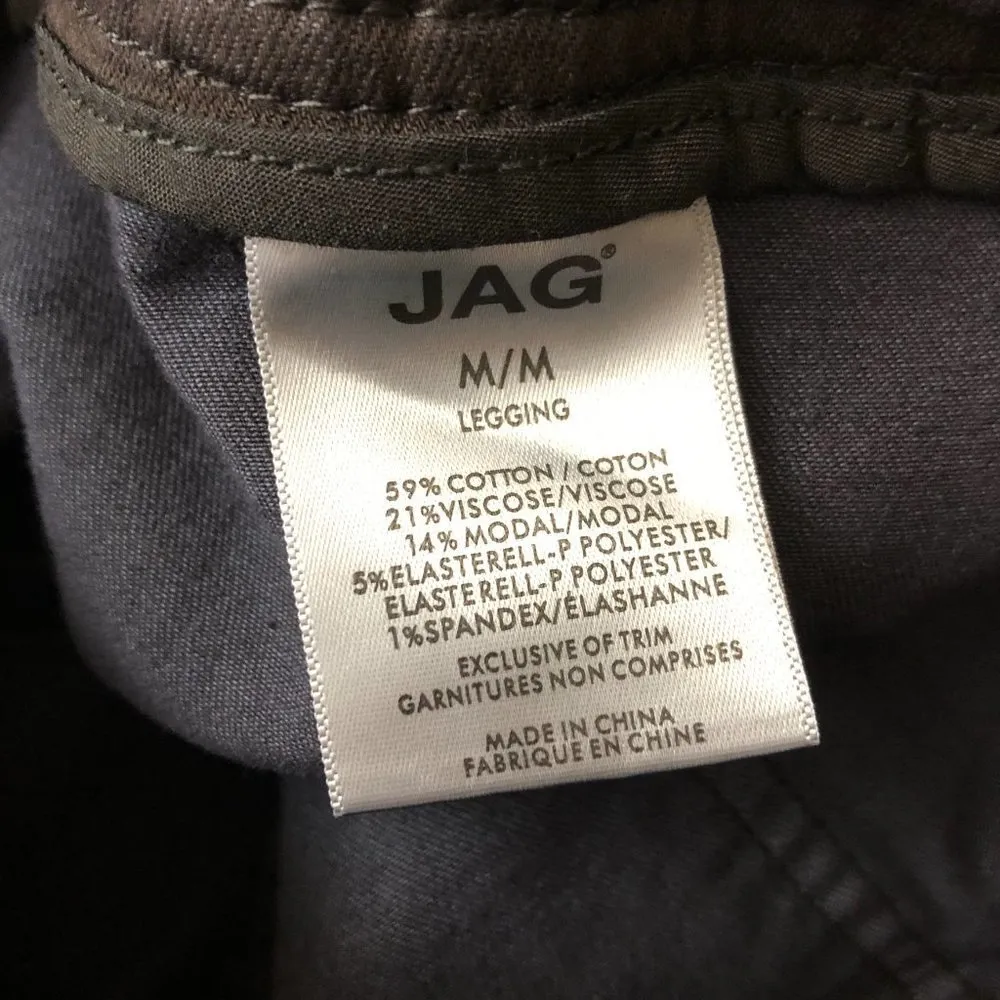 JAG®
M/M
LEGGING
59% COTTON / COTON
21%VISCOSE/VISCOSE
14% MODAL/MODAL
5%ELASTERELL-P POLYESTER/
ELASTERELL-P POLYESTER
1%SPANDEX/ÉLASHANNE
EXCLUSIVE OF TRIM
GARNITURES NON COMPRISES
MADE IN CHINA
FABRIQUE EN CHINE